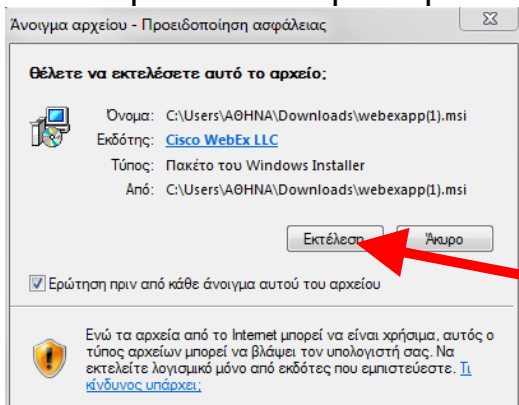 Άνοιγμα αρχείου - Προειδοποίηση ασφάλειας
Θέλετε να εκτελέσετε αυτό το αρχείο;
Όνομα: C:\Users\ΑΘΗΝΑ\Downloads\webexapp(1).msi
Εκδότης: Cisco WebEx LLC
Τύπος: Πακέτο του Windows Installer
Από: C:\Users\ΑΘΗΝΑ\Downloads\webexapp(1).msi
Εκτέλεση Άκυρο
Ερώτηση πριν από κάθε άνοιγμα αυτού του αρχείου
Ενώ τα αρχεία από το Internet μπορεί να είναι χρήσιμα, αυτός ο
τύπος αρχείων μπορεί να βλάψει τον υπολογιστή σας. Να
εκτελείτε λογισμικό μόνο από εκδότες που εμπιστεύεστε. Τι
κίνδυνος υπάρχει;